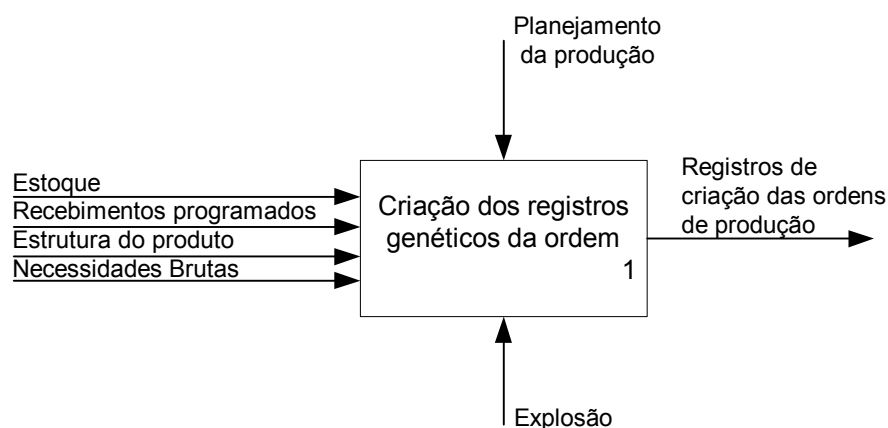 Planejamento
da produção
Estoque
Recebimentos programados
Estrutura do produto
Necessidades Brutas
Criação dos registros
genéticos da ordem
1
Registros de
criação das ordens
de produção
Explosão